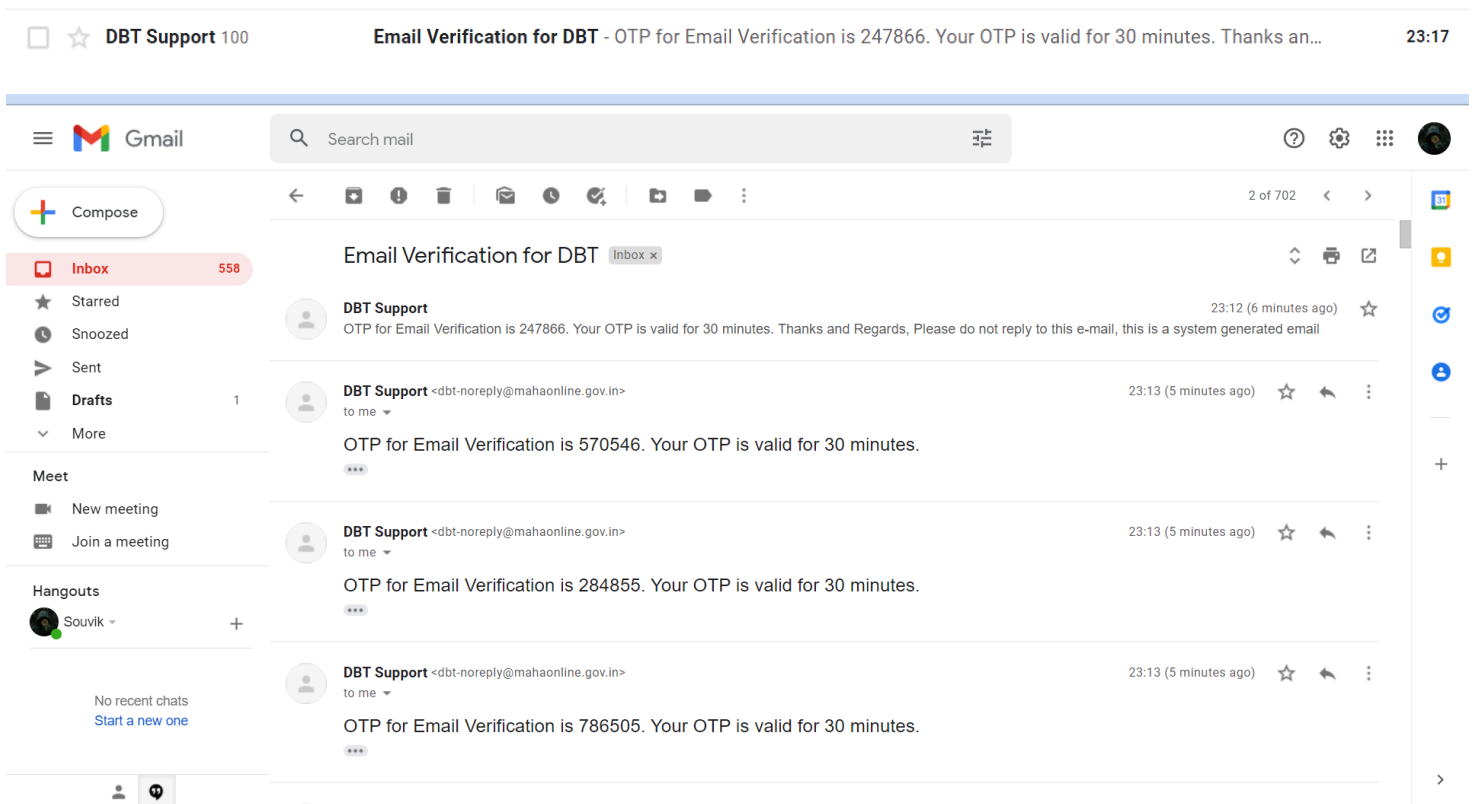 DBT Support 100 Email Verification for DBT - OTP for Email Verification is 247866. Your OTP is valid for 30 minutes. Thanks an... 23:17
Gmail
Search mail
Compose
2 of 702
31
Inbox 558
Starred
Snoozed
Sent
Drafts 1
More
Meet
New meeting
Join a meeting
Hangouts
Souvik
No recent chats
Start a new one
Email Verification for DBT Inbox ×
DBT Support 23:12 (6 minutes ago)
OTP for Email Verification is 247866. Your OTP is valid for 30 minutes. Thanks and Regards, Please do not reply to this e-mail, this is a system generated email
DBT Support <dbt-noreply@mahaonline.gov.in> 23:13 (5 minutes ago)
to me
OTP for Email Verification is 570546. Your OTP is valid for 30 minutes.
DBT Support <dbt-noreply@mahaonline.gov.in> 23:13 (5 minutes ago)
to me
OTP for Email Verification is 284855. Your OTP is valid for 30 minutes.
DBT Support <dbt-noreply@mahaonline.gov.in> 23:13 (5 minutes ago)
to me
OTP for Email Verification is 786505. Your OTP is valid for 30 minutes.